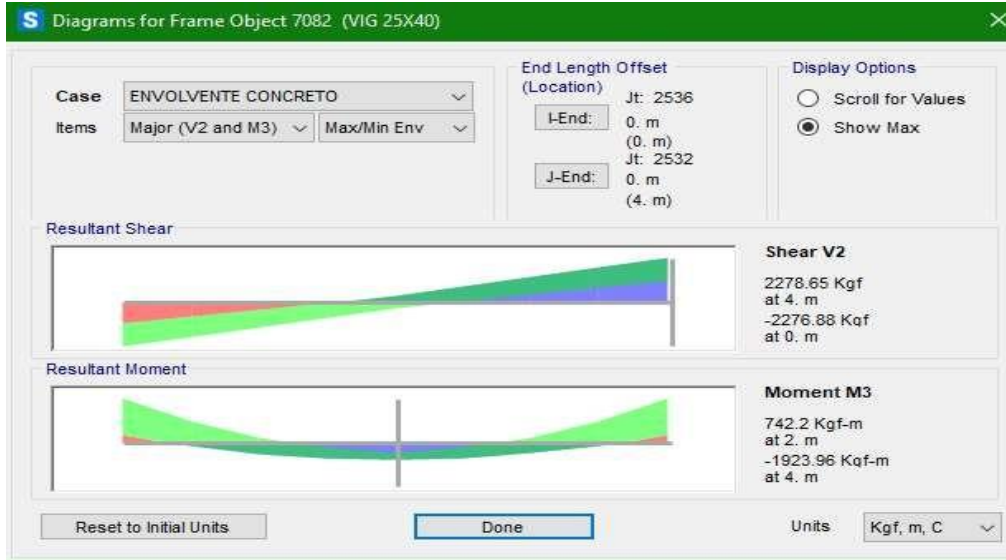 S Diagrams for Frame Object 7082 (VIG 25X40)
Case ENVOLVENTE CONCRETO
Items Major (V2 and M3) Max/Min Env
End Length Offset
(Location)
I-End:
Jt: 2536
0. m
(0. m)
J-End:
Jt: 2532
0. m
(4. m)
Display Options
Scroll for Values
Show Max
Resultant Shear
Shear V2
2278.65 Kgf
at 4. m
-2276.88 Kgf
at 0. m
Resultant Moment
Moment M3
742.2 Kgf-m
at 2. m
-1923.96 Kgf-m
at 4. m
Reset to Initial Units
Done
Units Kgf, m, C